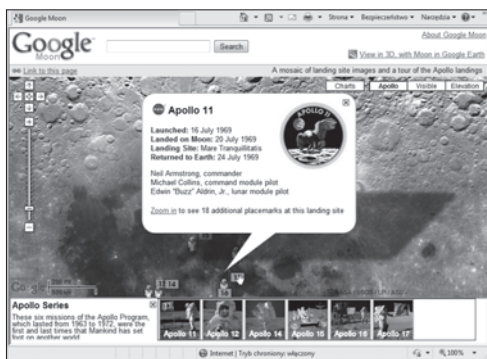 Google Moon
Strona Bezpieczeństwo Narzędzia
Google
Moon
Search
About Google Moon
View in 3D, with Moon in Google Earth
Link to this page
A mosaic of landing site images and a tour of the Apollo landings
Charts Apollo Visible Elevation
Apollo 11
APOLLO 11
Launched: 16 July 1969
Landed on Moon: 20 July 1969
Landing Site: Mare Tranquillitatis
Returned to Earth: 24 July 1969
Neil Armstrong, commander
Michael Collins, command module pilot
Edwin "Buzz" Aldrin, Jr., lunar module pilot
Zoom in to see 18 additional placemarks at this landing site
Apollo Series
These six missions of the Apollo Program,
which lasted from 1963 to 1972, were the
first and last times that Mankind has set
foot on another world.
Apollo 11 Apollo 12 Apollo 14 Apollo 15 Apollo 16 Apollo 17
Internet | Tryb chroniony: włączony
100%